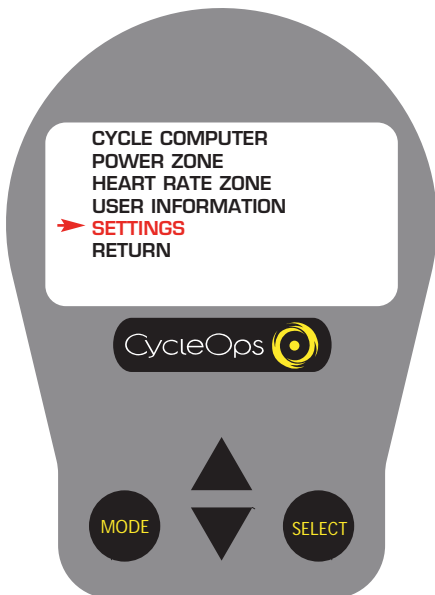 CYCLE COMPUTER
POWER ZONE
HEART RATE ZONE
USER INFORMATION
SETTINGS
RETURN
CycleOps
MODE
SELECT